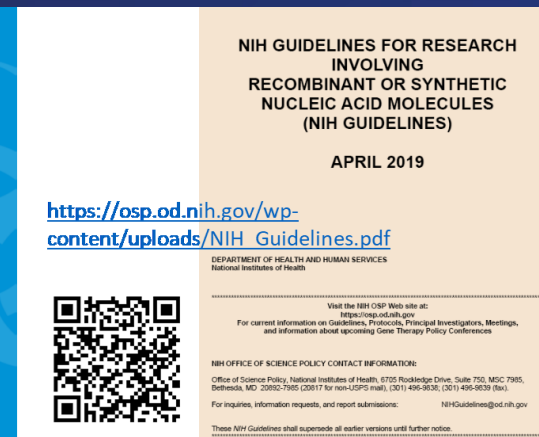 NIH GUIDELINES FOR RESEARCH
INVOLVING
RECOMBINANT OR SYNTHETIC
NUCLEIC ACID MOLECULES
(NIH GUIDELINES)
APRIL 2019
https://osp.od.nih.gov/wp-
content/uploads/NIH_Guidelines.pdf
DEPARTMENT OF HEALTH AND HUMAN SERVICES
National Institutes of Health
Visit the NIH OSP Web site at:
https://osp.od.nih.gov
For current information on Guidelines, Protocols, Principal Investigators, Meetings,
and information about upcoming Gene Therapy Policy Conferences
NIH OFFICE OF SCIENCE POLICY CONTACT INFORMATION:
Office of Science Policy, National Institutes of Health, 6705 Rockledge Drive, Suite 750, MSC 7985,
Bethesda, MD 20892-7985 (20817 for non-USPS mail), (301) 496-9838; (301) 496-9839 (fax).
For inquiries, information requests, and report submissions: NIHGuidelines@od.nih.gov
These NIH Guidelines shall supersede all earlier versions until further notice.